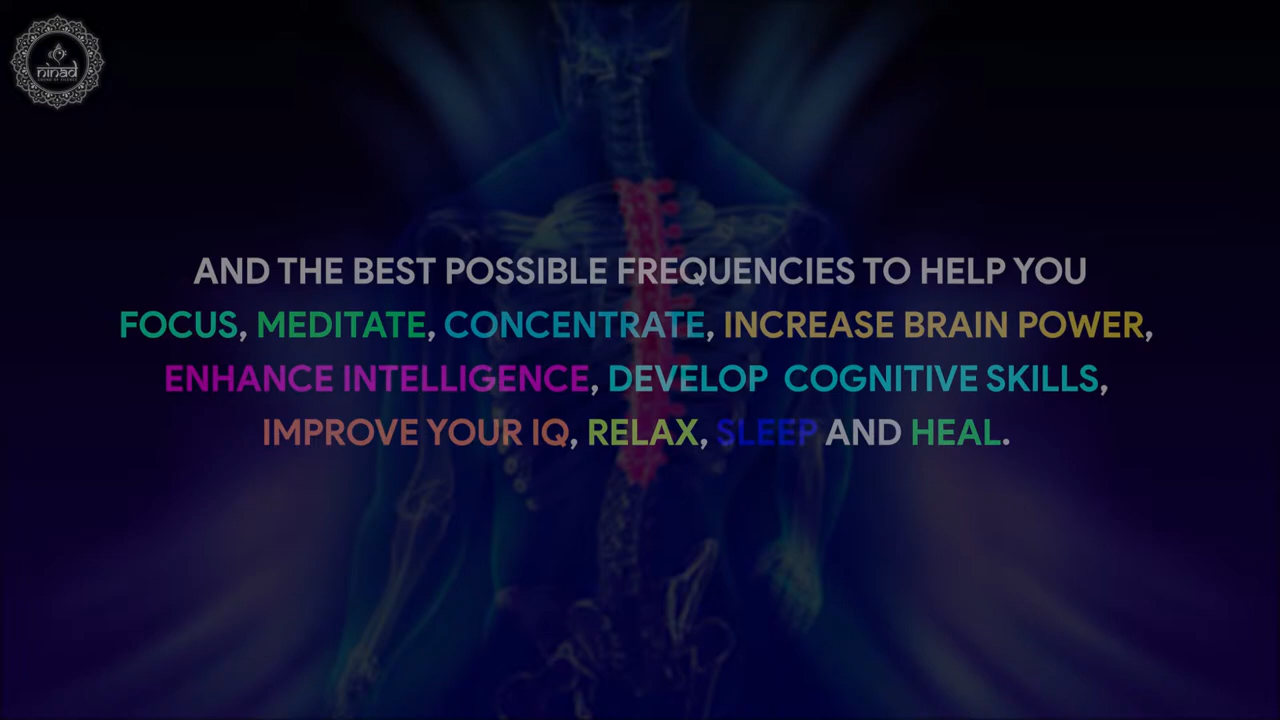 ninad
AND THE BEST POSSIBLE FREQUENCIES TO HELP YOU
FOCUS, MEDITATE, CONCENTRATE, INCREASE BRAIN POWER,
ENHANCE INTELLIGENCE, DEVELOP COGNITIVE SKILLS,
IMPROVE YOUR IQ, RELAX, SLEEP AND HEAL.